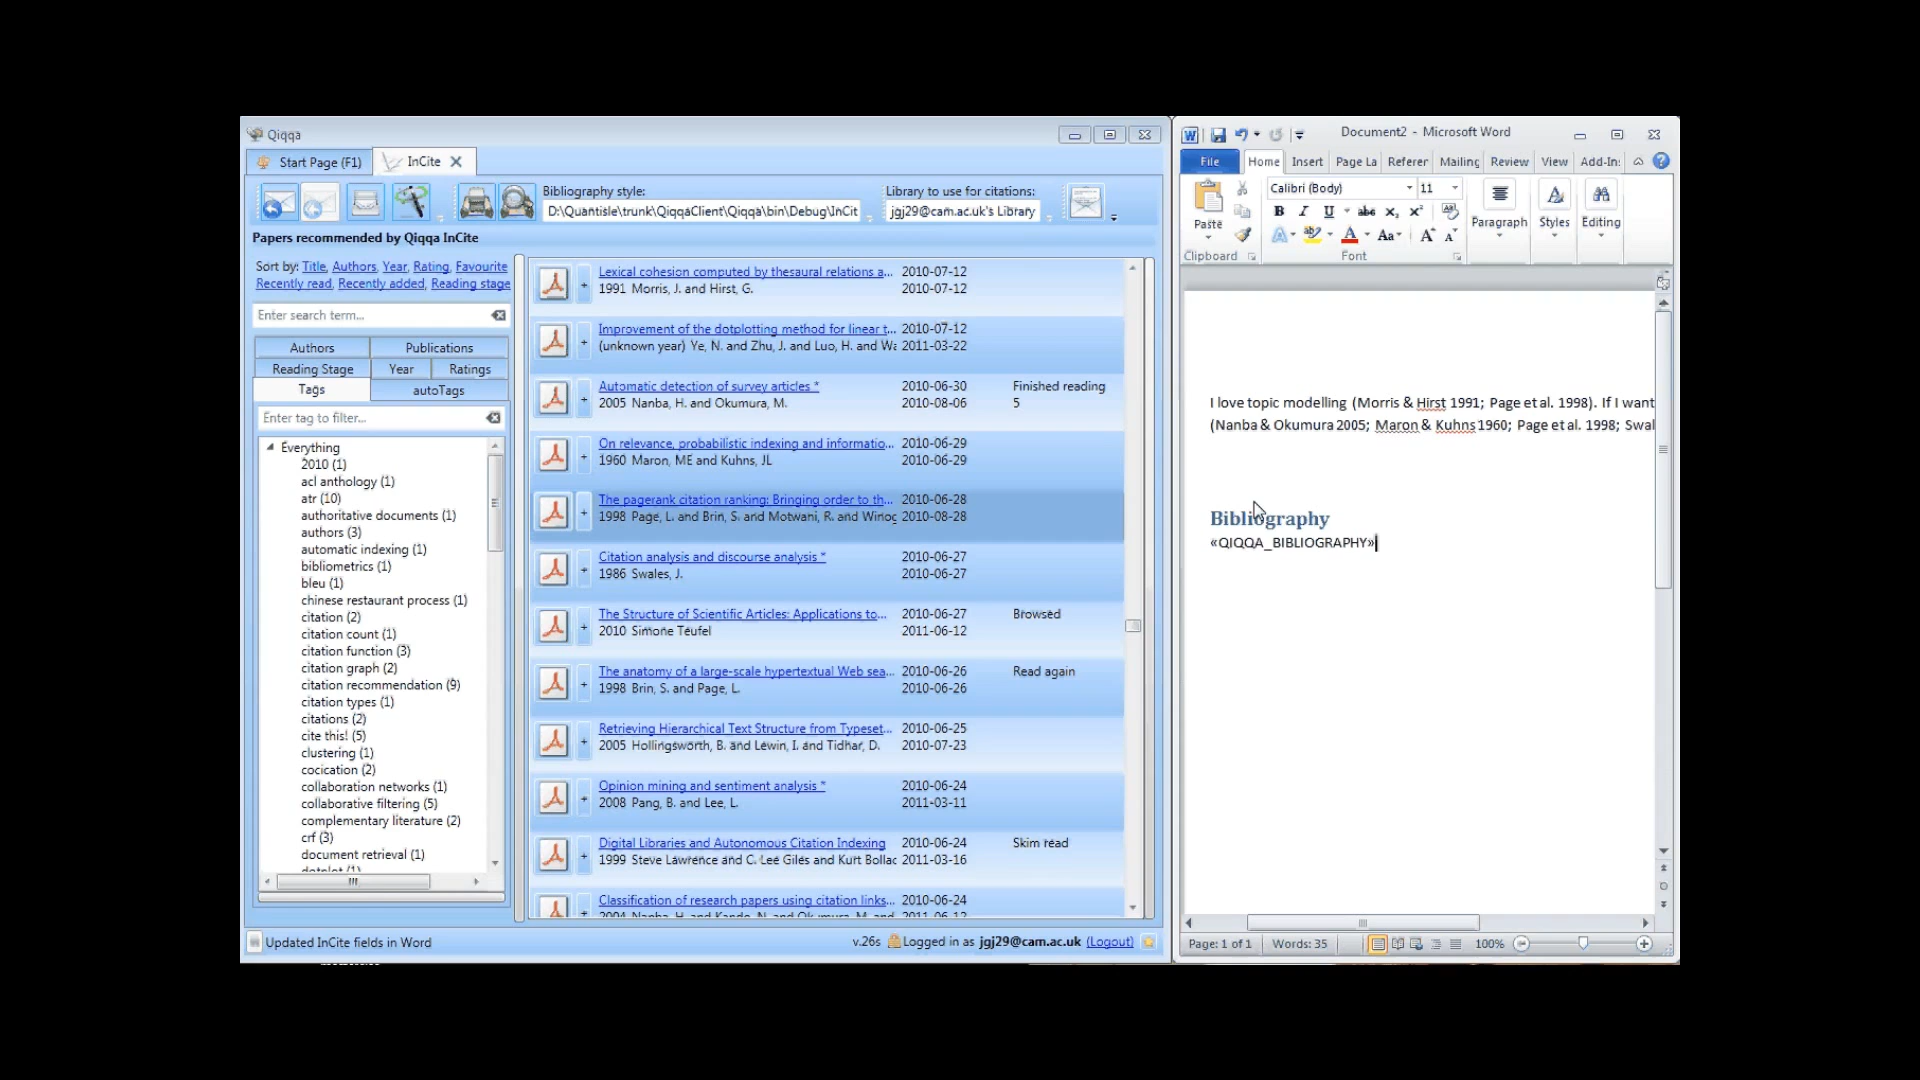 Qiqqa
Start Page (F1)
InCite
Bibliography style:
D:\Quantisle\trunk\QiqqaClient\Qiqqa\bin\Debug\InCit
Library to use for citations:
jgj29@cam.ac.uk's Library
Papers recommended by Qiqqa InCite
Sort by: Title, Authors, Year, Rating, Favourite
Recently read, Recently added, Reading stage
Enter search term...
Authors Publications
Reading Stage Year Ratings
Tags autoTags
Enter tag to filter...
Everything
2010 (1)
acl anthology (1)
atr (10)
authoritative documents (1)
authors (3)
automatic indexing (1)
bibliometrics (1)
bleu (1)
chinese restaurant process (1)
citation (2)
citation count (1)
citation function (3)
citation graph (2)
citation recommendation (9)
citation types (1)
citations (2)
cite this! (5)
clustering (1)
cocication (2)
collaboration networks (1)
collaborative filtering (5)
complementary literature (2)
crf (3)
document retrieval (1)
dotplot (1)
Lexical cohesion computed by thesaural relations a... 2010-07-12
1991 Morris, J. and Hirst, G. 2010-07-12
Improvement of the dotplotting method for linear t... 2010-07-12
(unknown year) Ye, N. and Zhu, J. and Luo, H. and Wa 2011-03-22
Automatic detection of survey articles * 2010-06-30 Finished reading
2005 Nanba, H. and Okumura, M. 2010-08-06 5
On relevance, probabilistic indexing and informatio... 2010-06-29
1960 Maron, ME and Kuhns, JL 2010-06-29
The pagerank citation ranking: Bringing order to th... 2010-06-28
1998 Page, L. and Brin, S. and Motwani, R. and Winog 2010-08-28
Citation analysis and discourse analysis * 2010-06-27
1986 Swales, J. 2010-06-27
The Structure of Scientific Articles: Applications to... 2010-06-27 Browsed
2010 Simone Teufel 2011-06-12
The anatomy of a large-scale hypertextual Web sea... 2010-06-26 Read again
1998 Brin, S. and Page, L. 2010-06-26
Retrieving Hierarchical Text Structure from Typeset... 2010-06-25
2005 Hollingsworth, B. and Lewin, I. and Tidhar, D. 2010-07-23
Opinion mining and sentiment analysis * 2010-06-24
2008 Pang, B. and Lee, L. 2011-03-11
Digital Libraries and Autonomous Citation Indexing 2010-06-24 Skim read
1999 Steve Lawrence and C. Lee Giles and Kurt Bollac 2011-03-16
Classification of research papers using citation links... 2010-06-24
2004 Nanba, H. and Kando, N. and Okumura, M. and 2011-06-12
Updated InCite fields in Word
v.26s Logged in as jgj29@cam.ac.uk (Logout)
Document2 - Microsoft Word
File Home Insert Page La Referer Mailing Review View Add-In:
Calibri (Body) 11
Paste
B I U abc x₂ x²
A ab A Aa A A
Paragraph Styles Editing
Clipboard Font
I love topic modelling (Morris & Hirst 1991; Page et al. 1998). If I want
(Nanba & Okumura 2005; Maron & Kuhns 1960; Page et al. 1998; Swal
Bibliography
«QIQQA_BIBLIOGRAPHY»
Page: 1 of 1 Words: 35 100%